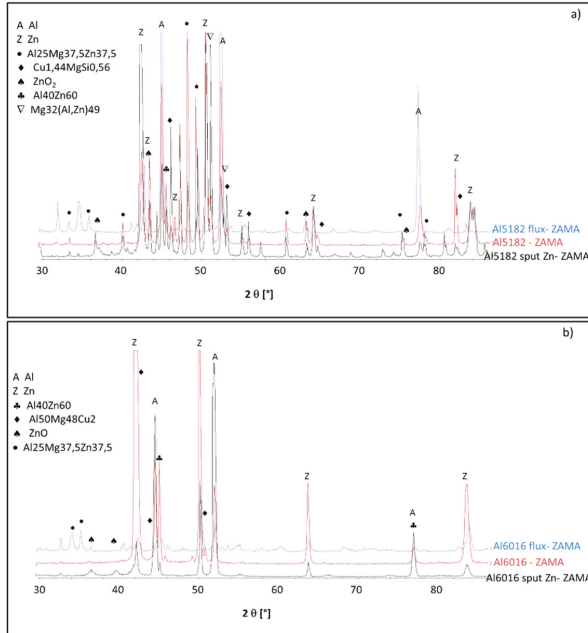 a)
A Al
Z Zn
● Al25Mg37,5Zn37,5
♦ Cu1,44MgSi0,56
♠ ZnO2
♣ Al40Zn60
▽ Mg32(Al,Zn)49
Z A Z A
Z Z
A
Z
Z Z
Z
Al5182 flux- ZAMA
Al5182 - ZAMA
Al5182 sput Zn- ZAMA
30 40 50 60 70 80
2 θ [°]
b)
A Al
Z Zn
♣ Al40Zn60
♦ Al50Mg48Cu2
♠ ZnO
● Al25Mg37,5Zn37,5
Z Z A
A
Z A Z
Al6016 flux- ZAMA
Al6016 - ZAMA
Al6016 sput Zn- ZAMA
30 40 50 60 70 80
2 θ [°]